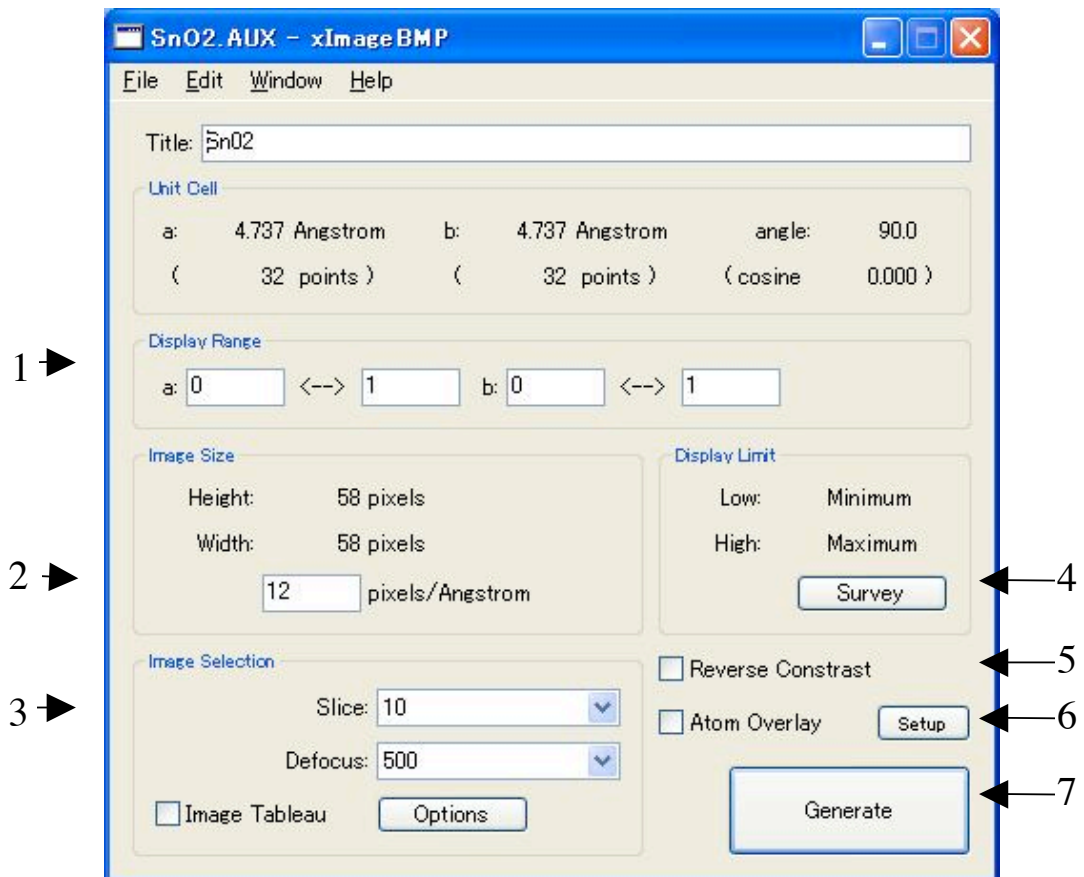 SnO2.AUX - xImageBMP
File Edit Window Help
Title: SnO2
Unit Cell
a: 4.737 Angstrom b: 4.737 Angstrom angle: 90.0
( 32 points ) ( 32 points ) ( cosine 0.000 )
1
Display Range
a: 0 <--> 1 b: 0 <--> 1
Image Size
Height: 58 pixels
Width: 58 pixels
2
12 pixels/Angstrom
Display Limit
Low: Minimum
High: Maximum
Survey
4
Image Selection
3
Slice: 10
Defocus: 500
Image Tableau Options
Reverse Constrast
5
Atom Overlay Setup
6
Generate
7